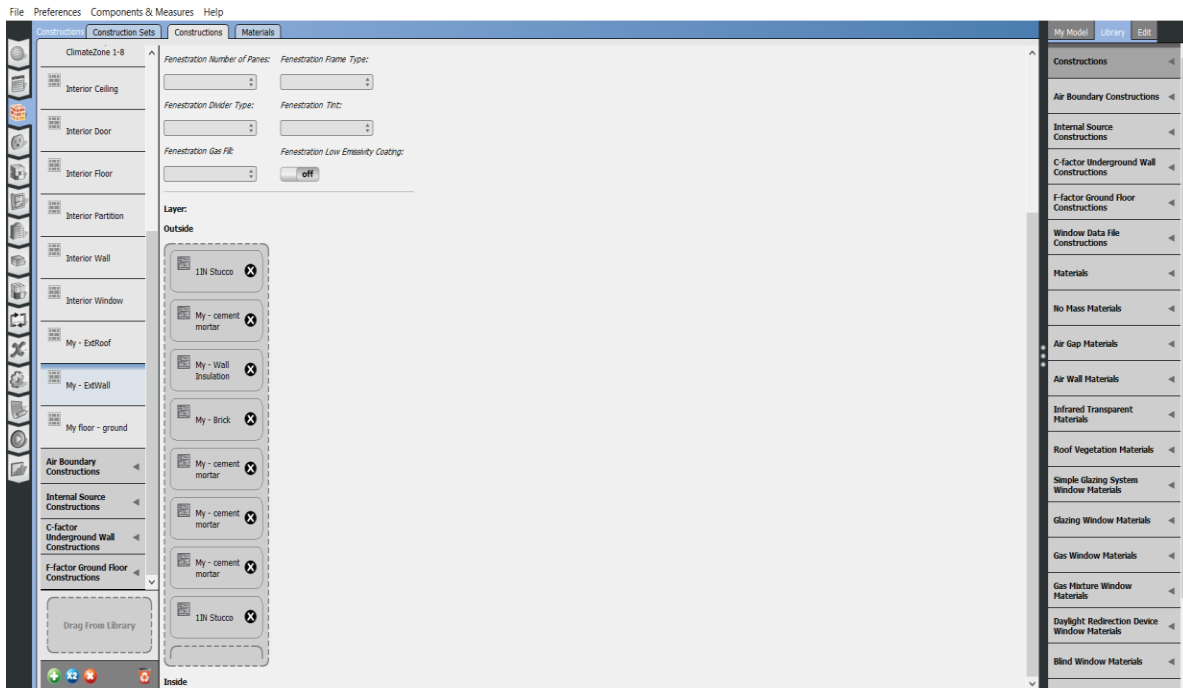 File Preferences Components & Measures Help
Constructions Construction Sets Constructions Materials
My Model Library Edit
ClimateZone 1-8
Interior Ceiling
Interior Door
Interior Floor
Interior Partition
Interior Wall
Interior Window
My - ExtRoof
My - ExtWall
My floor - ground
Air Boundary
Constructions
Internal Source
Constructions
C-factor
Underground Wall
Constructions
F-factor Ground Floor
Constructions
Drag From Library
x2
Fenestration Number of Panes: Fenestration Frame Type:
Fenestration Divider Type: Fenestration Tint:
Fenestration Gas Fill: Fenestration Low Emissivity Coating:
off
Layer:
Outside
1IN Stucco
My - cement
mortar
My - Wall
Insulation
My - Brick
My - cement
mortar
My - cement
mortar
My - cement
mortar
1IN Stucco
Inside
Constructions
Air Boundary Constructions
Internal Source
Constructions
C-factor Underground Wall
Constructions
F-factor Ground Floor
Constructions
Window Data File
Constructions
Materials
No Mass Materials
Air Gap Materials
Air Wall Materials
Infrared Transparent
Materials
Roof Vegetation Materials
Simple Glazing System
Window Materials
Glazing Window Materials
Gas Window Materials
Gas Mixture Window
Materials
Daylight Redirection Device
Window Materials
Blind Window Materials